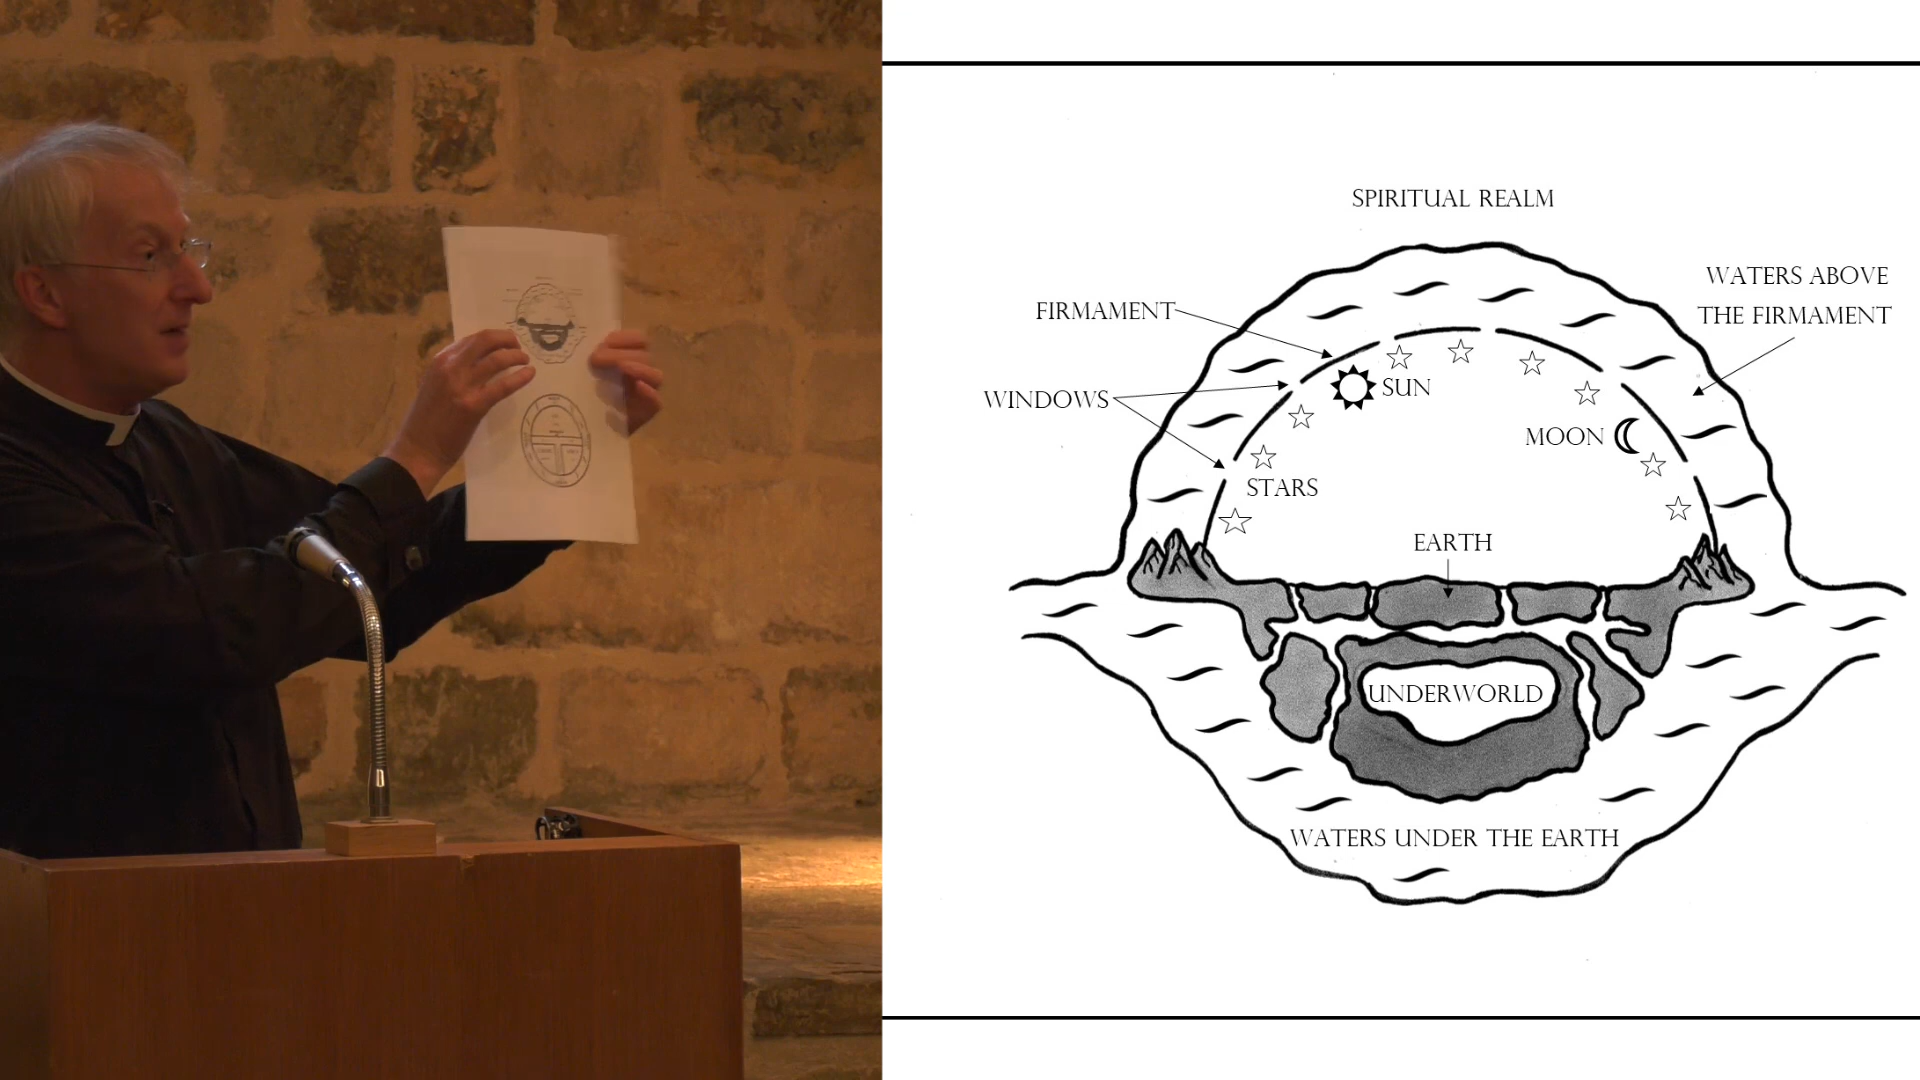 SPIRITUAL REALM
WATERS ABOVE
THE FIRMAMENT
FIRMAMENT
WINDOWS
SUN
MOON
STARS
EARTH
UNDERWORLD
WATERS UNDER THE EARTH